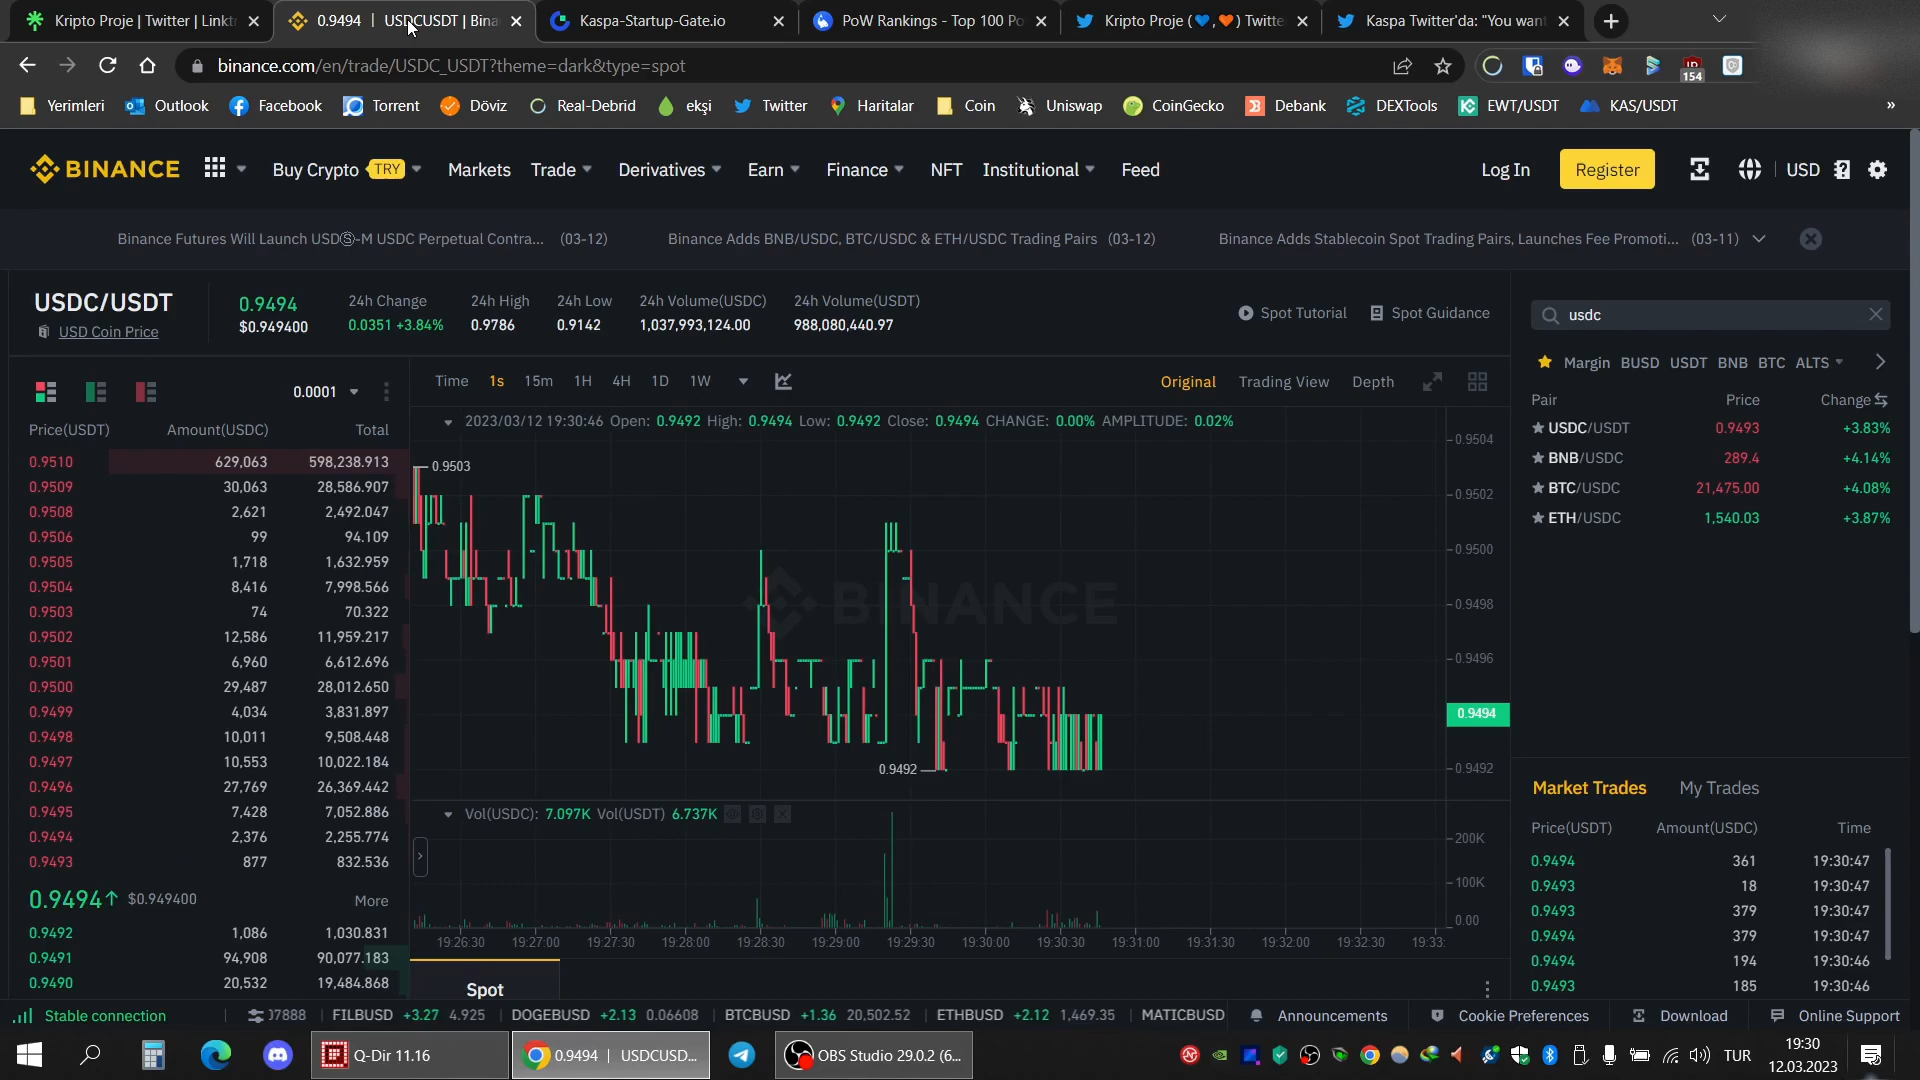 Kripto Proje | Twitter | Linktr
0.9494 | USDCUSDT | Bina
Kaspa-Startup-Gate.io
PoW Rankings - Top 100 Po
Kripto Proje (💙,🧡) Twitte
Kaspa Twitter'da: "You want
binance.com/en/trade/USDC_USDT?theme=dark&type=spot
154
Yerimleri Outlook Facebook Torrent Döviz Real-Debrid ekşi Twitter Haritalar Coin Uniswap CoinGecko Debank DEXTools EWT/USDT KAS/USDT »
BINANCE Buy Crypto TRY Markets Trade Derivatives Earn Finance NFT Institutional Feed Log In Register USD
Binance Futures Will Launch USDⓈ-M USDC Perpetual Contra... (03-12) Binance Adds BNB/USDC, BTC/USDC & ETH/USDC Trading Pairs (03-12) Binance Adds Stablecoin Spot Trading Pairs, Launches Fee Promoti... (03-11)
USDC/USDT
USD Coin Price
0.9494
$0.949400
24h Change
0.0351 +3.84%
24h High
0.9786
24h Low
0.9142
24h Volume(USDC)
1,037,993,124.00
24h Volume(USDT)
988,080,440.97
Spot Tutorial Spot Guidance
0.0001
Price(USDT) Amount(USDC) Total
0.9510 629,063 598,238.913
0.9509 30,063 28,586.907
0.9508 2,621 2,492.047
0.9506 99 94.109
0.9505 1,718 1,632.959
0.9504 8,416 7,998.566
0.9503 74 70.322
0.9502 12,586 11,959.217
0.9501 6,960 6,612.696
0.9500 29,487 28,012.650
0.9499 4,034 3,831.897
0.9498 10,011 9,508.448
0.9497 10,553 10,022.184
0.9496 27,769 26,369.442
0.9495 7,428 7,052.886
0.9494 2,376 2,255.774
0.9493 877 832.536
0.9494↑ $0.949400 More
0.9492 1,086 1,030.831
0.9491 94,908 90,077.183
0.9490 20,532 19,484.868
Time 1s 15m 1H 4H 1D 1W Original Trading View Depth
2023/03/12 19:30:46 Open: 0.9492 High: 0.9494 Low: 0.9492 Close: 0.9494 CHANGE: 0.00% AMPLITUDE: 0.02%
0.9503
BINANCE
0.9492
0.9504
0.9502
0.9500
0.9498
0.9496
0.9494
0.9492
Vol(USDC): 7.097K Vol(USDT) 6.737K
200K
100K
0.00
19:26:30 19:27:00 19:27:30 19:28:00 19:28:30 19:29:00 19:29:30 19:30:00 19:30:30 19:31:00 19:31:30 19:32:00 19:32:30 19:33:
Spot
usdc
Margin BUSD USDT BNB BTC ALTS
Pair Price Change
USDC/USDT 0.9493 +3.83%
BNB/USDC 289.4 +4.14%
BTC/USDC 21,475.00 +4.08%
ETH/USDC 1,540.03 +3.87%
Market Trades My Trades
Price(USDT) Amount(USDC) Time
0.9494 361 19:30:47
0.9493 18 19:30:47
0.9493 379 19:30:47
0.9494 379 19:30:47
0.9494 194 19:30:46
0.9493 185 19:30:46
Stable connection 7888 FILBUSD +3.27 4.925 DOGEBUSD +2.13 0.06608 BTCBUSD +1.36 20,502.52 ETHBUSD +2.12 1,469.35 MATICBUSD Announcements Cookie Preferences Download Online Support
Q-Dir 11.16
0.9494 | USDCUSD...
OBS Studio 29.0.2 (6...
TUR
19:30
12.03.2023